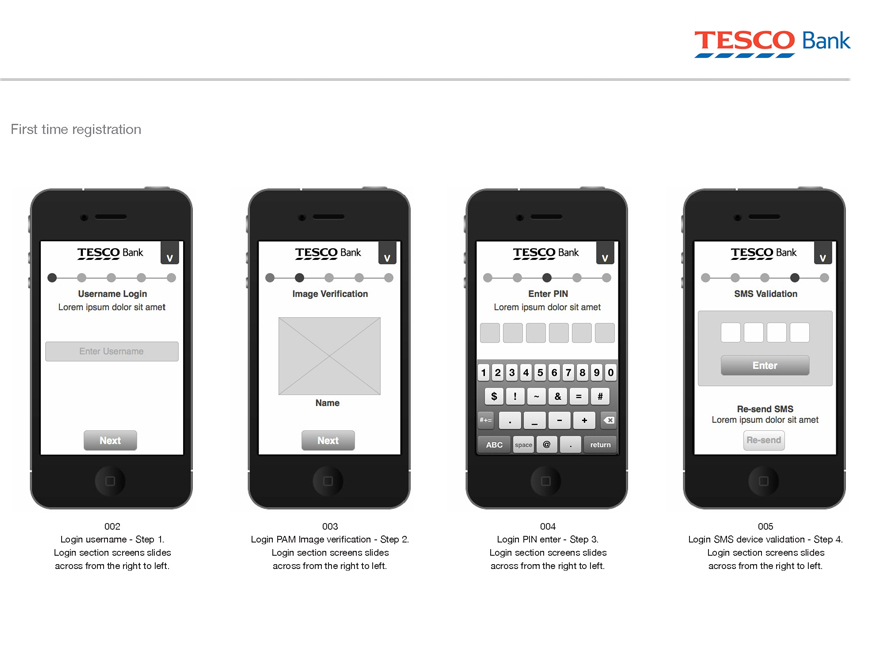 TESCO Bank
First time registration
TESCO Bank
v
Username Login
Lorem ipsum dolor sit amet
Enter Username
Next
002
Login username - Step 1.
Login section screens slides
across from the right to left.
TESCO Bank
v
Image Verification
Name
Next
003
Login PAM Image verification - Step 2.
Login section screens slides
across from the right to left.
TESCO Bank
v
Enter PIN
Lorem ipsum dolor sit amet
1 2 3 4 5 6 7 8 9 0
$ ! ~ & = #
#+= . _ - +
ABC space @ . return
004
Login PIN enter - Step 3.
Login section screens slides
across from the right to left.
TESCO Bank
v
SMS Validation
Enter
Re-send SMS
Lorem ipsum dolor sit amet
Re-send
005
Login SMS device validation - Step 4.
Login section screens slides
across from the right to left.